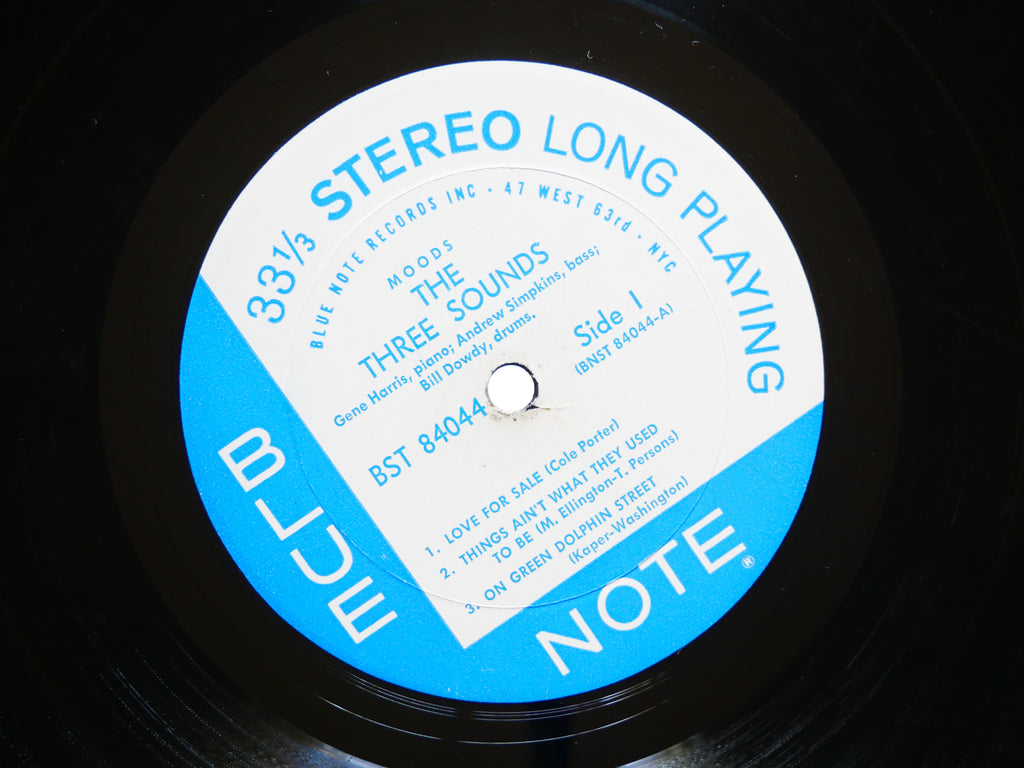 33⅓ STEREO LONG PLAYING
BLUE NOTE RECORDS INC · 47 WEST 63rd · NYC
MOODS
THE
THREE SOUNDS
Gene Harris, piano; Andrew Simpkins, bass;
Bill Dowdy, drums.
BST 84044
Side 1
(BNST 84044-A)
1. LOVE FOR SALE (Cole Porter)
2. THINGS AIN'T WHAT THEY USED
TO BE (M. Ellington-T. Persons)
3. ON GREEN DOLPHIN STREET
(Kaper-Washington)
BLUE
NOTE®